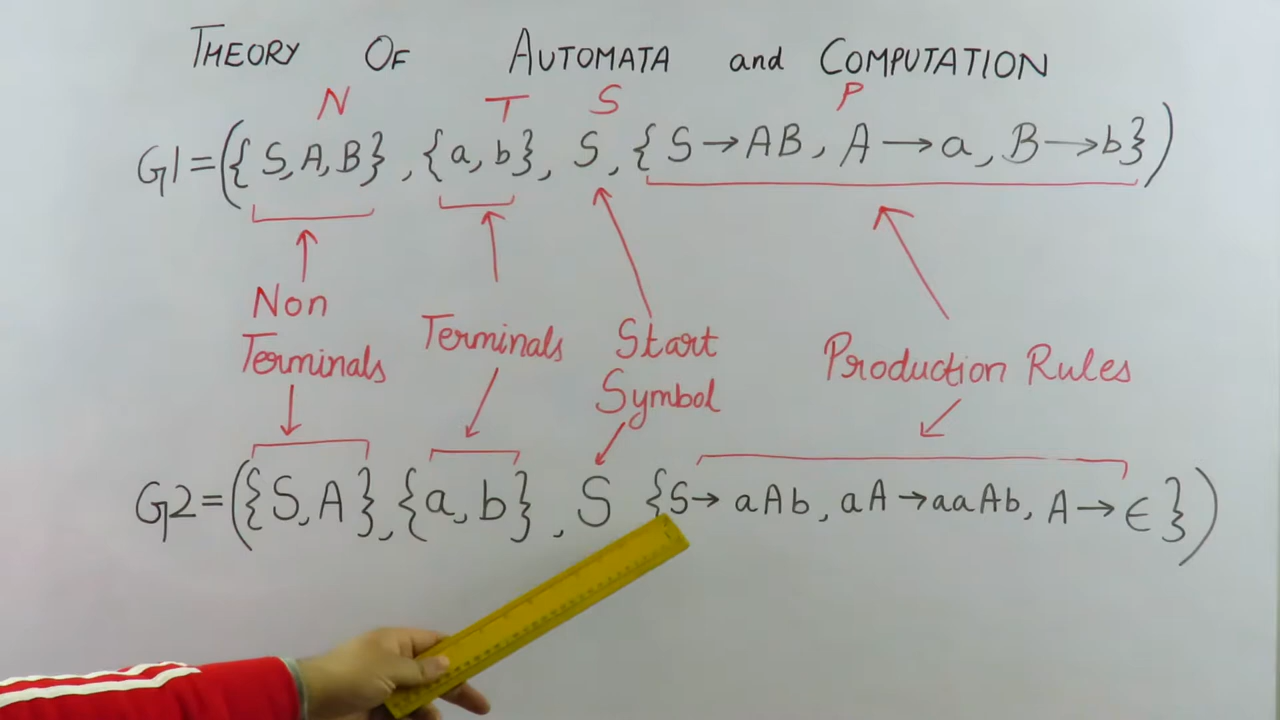 THEORY OF AUTOMATA and COMPUTATION
N T S P
G1=({S,A,B},{a,b},S,{S→AB,A→a,B→b})
Non Terminals
Terminals
Start Symbol
Production Rules
G2=({S,A},{a,b},S {S→aAb,aA→aaAb,A→∈})